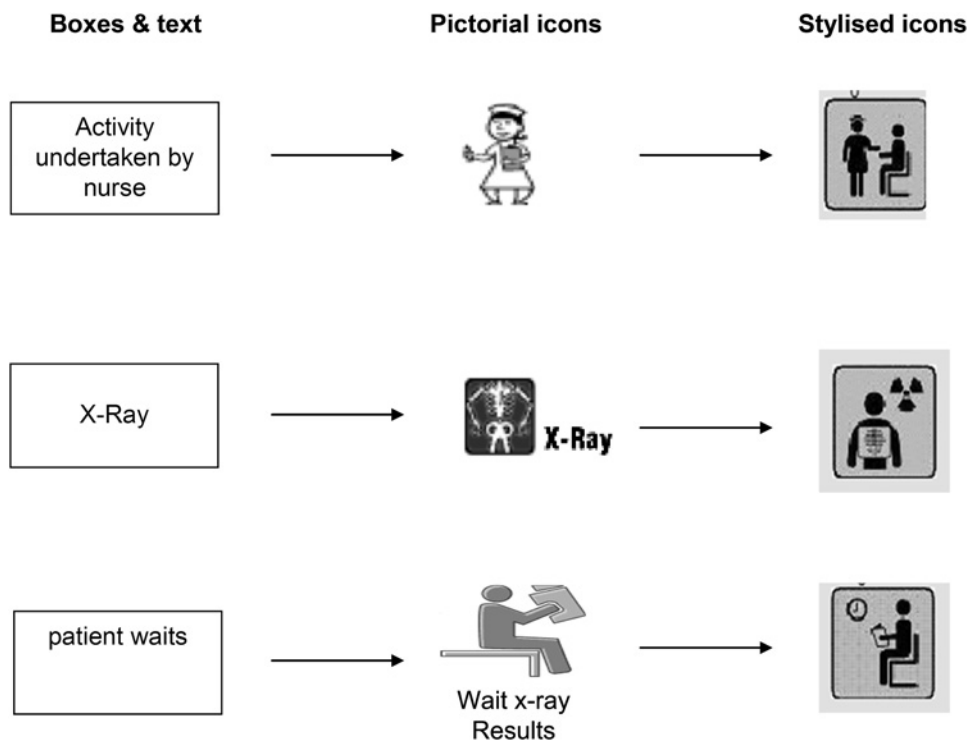 Boxes & text
Pictorial icons
Stylised icons
Activity
undertaken by
nurse
X-Ray
X-Ray
patient waits
Wait x-ray
Results